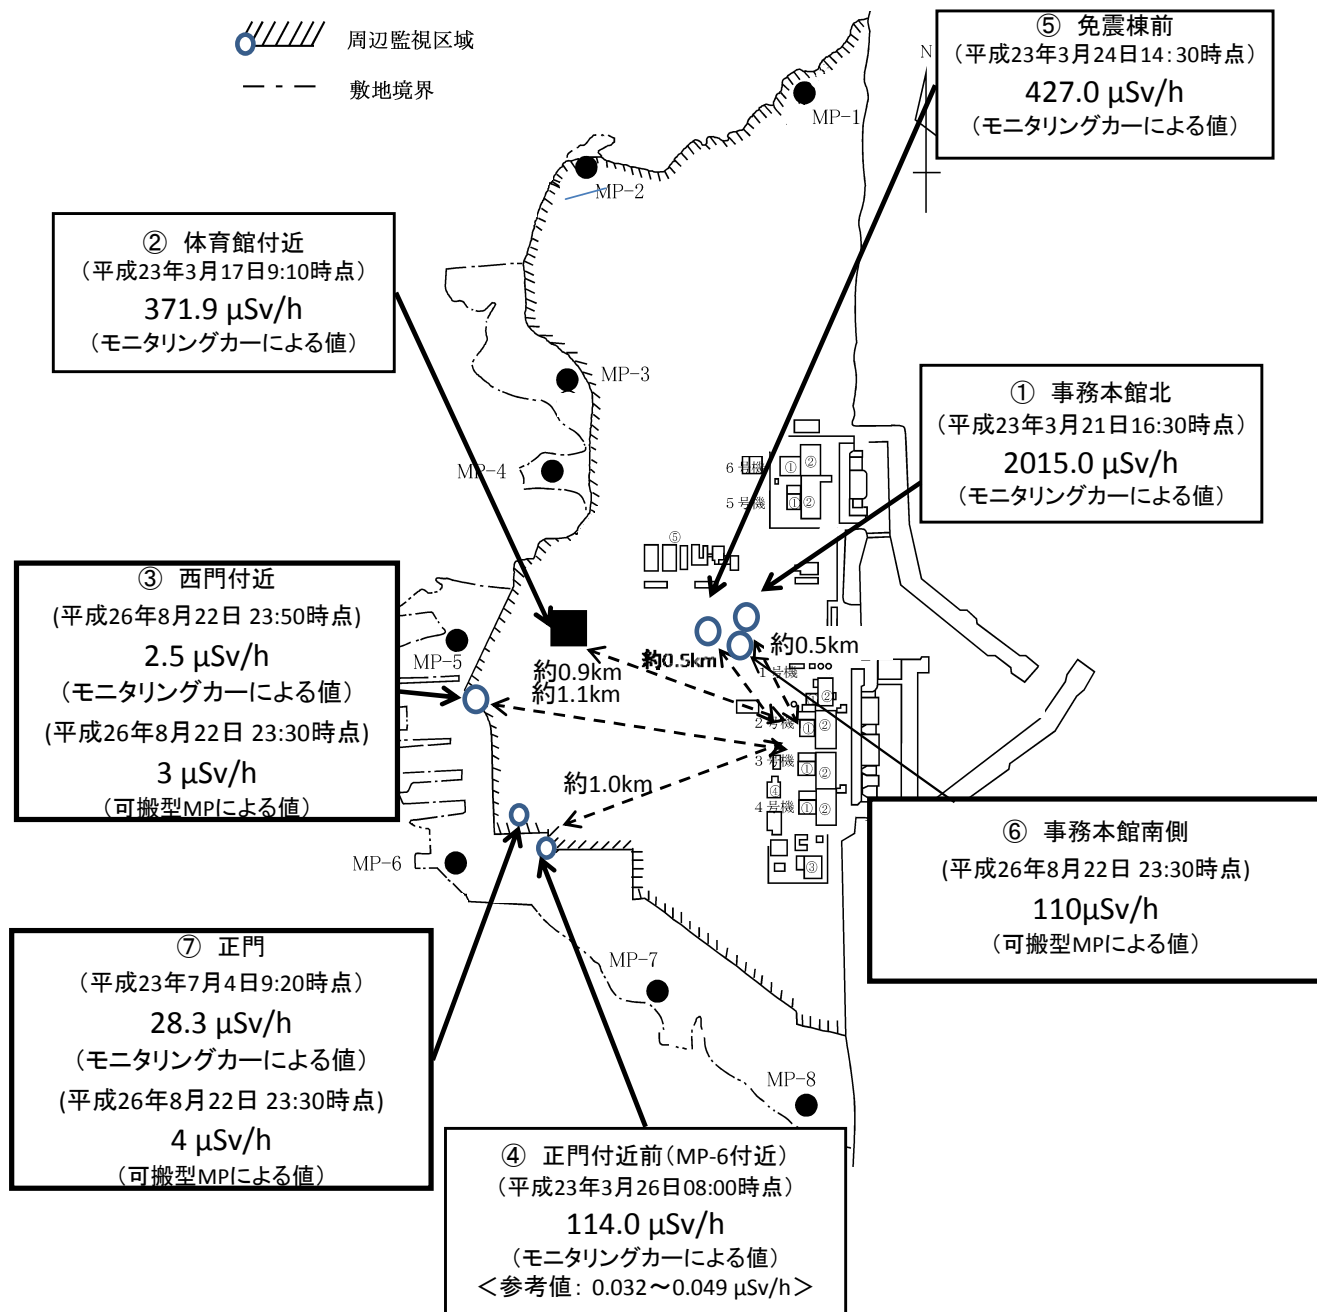 周辺監視区域
敷地境界
⑤ 免震棟前
（平成23年3月24日14:30時点）
427.0 μSv/h
（モニタリングカーによる値）
N
MP-1
MP-2
② 体育館付近
（平成23年3月17日9:10時点）
371.9 μSv/h
（モニタリングカーによる値）
MP-3
① 事務本館北
（平成23年3月21日16:30時点）
2015.0 μSv/h
（モニタリングカーによる値）
MP-4
6号機
①
②
5号機
①
②
⑤
③ 西門付近
(平成26年8月22日 23:50時点)
2.5 μSv/h
（モニタリングカーによる値）
(平成26年8月22日 23:30時点)
3 μSv/h
（可搬型MPによる値）
MP-5
約0.9km
約1.1km
約0.5km
約0.5km
1号機
②
2号機
①
②
3号機
①
②
④
4号機
①
②
③
約1.0km
MP-6
⑥ 事務本館南側
(平成26年8月22日 23:30時点)
110μSv/h
（可搬型MPによる値）
⑦ 正門
（平成23年7月4日9:20時点）
28.3 μSv/h
（モニタリングカーによる値）
(平成26年8月22日 23:30時点)
4 μSv/h
（可搬型MPによる値）
MP-7
MP-8
④ 正門付近前（MP-6付近）
（平成23年3月26日08:00時点）
114.0 μSv/h
（モニタリングカーによる値）
＜参考値： 0.032～0.049 μSv/h＞